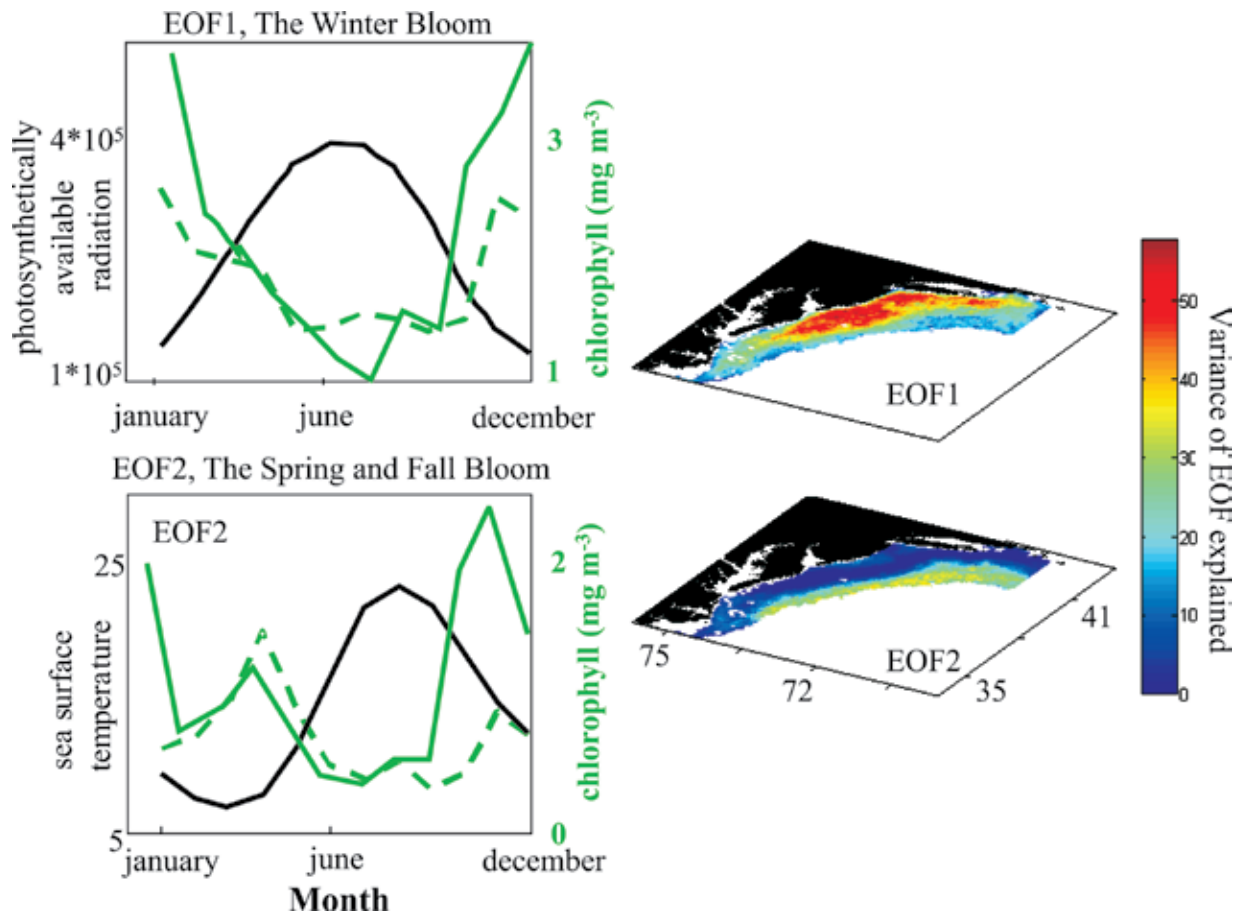 EOF1, The Winter Bloom
photosynthetically
available
radiation
4*10⁵
1*10⁵
3
1
chlorophyll (mg m⁻³)
january
june
december
EOF2, The Spring and Fall Bloom
EOF2
sea surface
temperature
25
5
2
0
chlorophyll (mg m⁻³)
january
june
december
Month
EOF1
EOF2
75
72
35
41
50
40
30
20
10
0
Variance of EOF explained